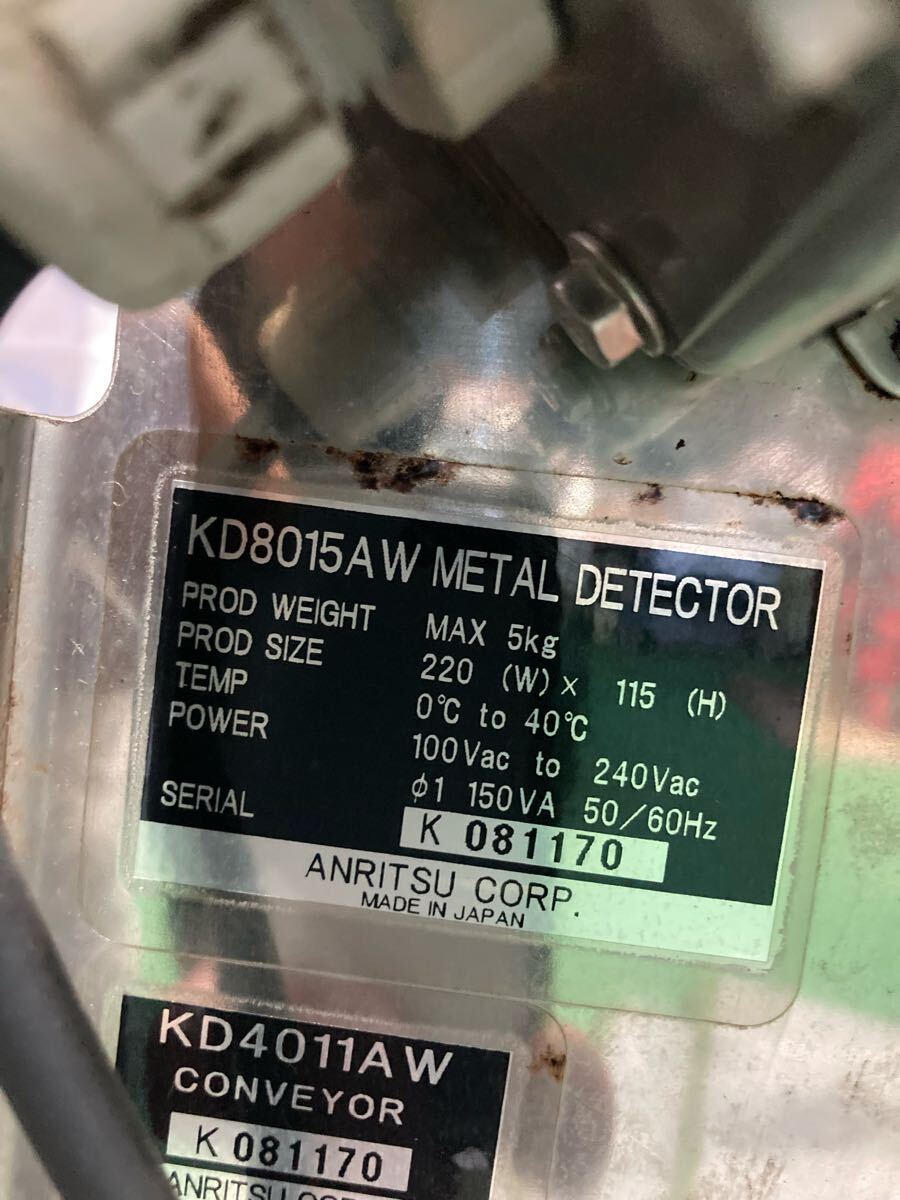 KD8015AW METAL DETECTOR
PROD WEIGHT MAX 5kg
PROD SIZE 220 (W) x 115 (H)
TEMP 0℃ to 40℃
POWER 100Vac to 240Vac
φ1 150VA 50/60Hz
SERIAL K 081170
ANRITSU CORP.
MADE IN JAPAN
KD4011AW
CONVEYOR
K 081170
ANRITSU